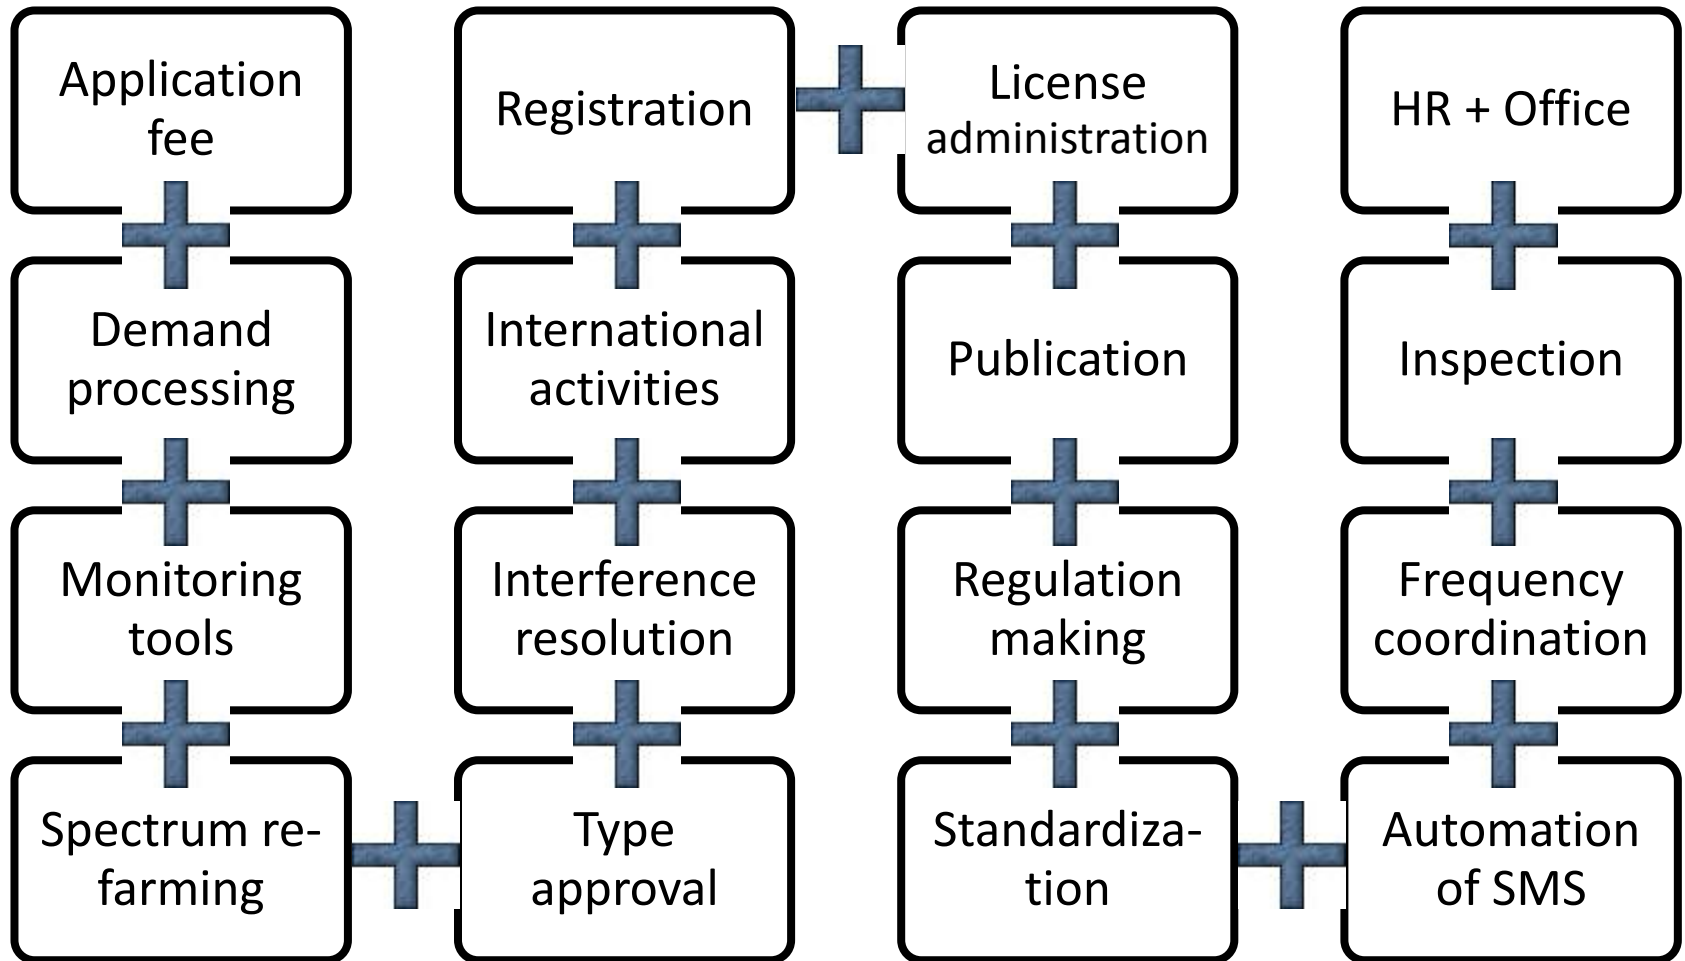 Application
fee
Registration
License
administration
HR + Office
Demand
processing
International
activities
Publication
Inspection
Monitoring
tools
Interference
resolution
Regulation
making
Frequency
coordination
Spectrum re-
farming
Type
approval
Standardiza-
tion
Automation
of SMS